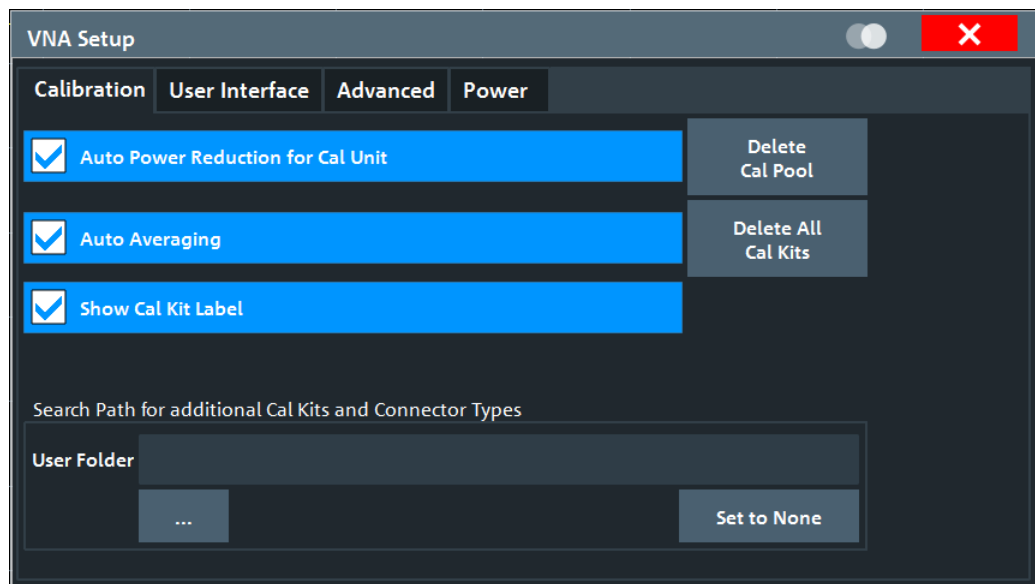 VNA Setup
Calibration
User Interface
Advanced
Power
Auto Power Reduction for Cal Unit
Delete
Cal Pool
Auto Averaging
Delete All
Cal Kits
Show Cal Kit Label
Search Path for additional Cal Kits and Connector Types
User Folder
...
Set to None